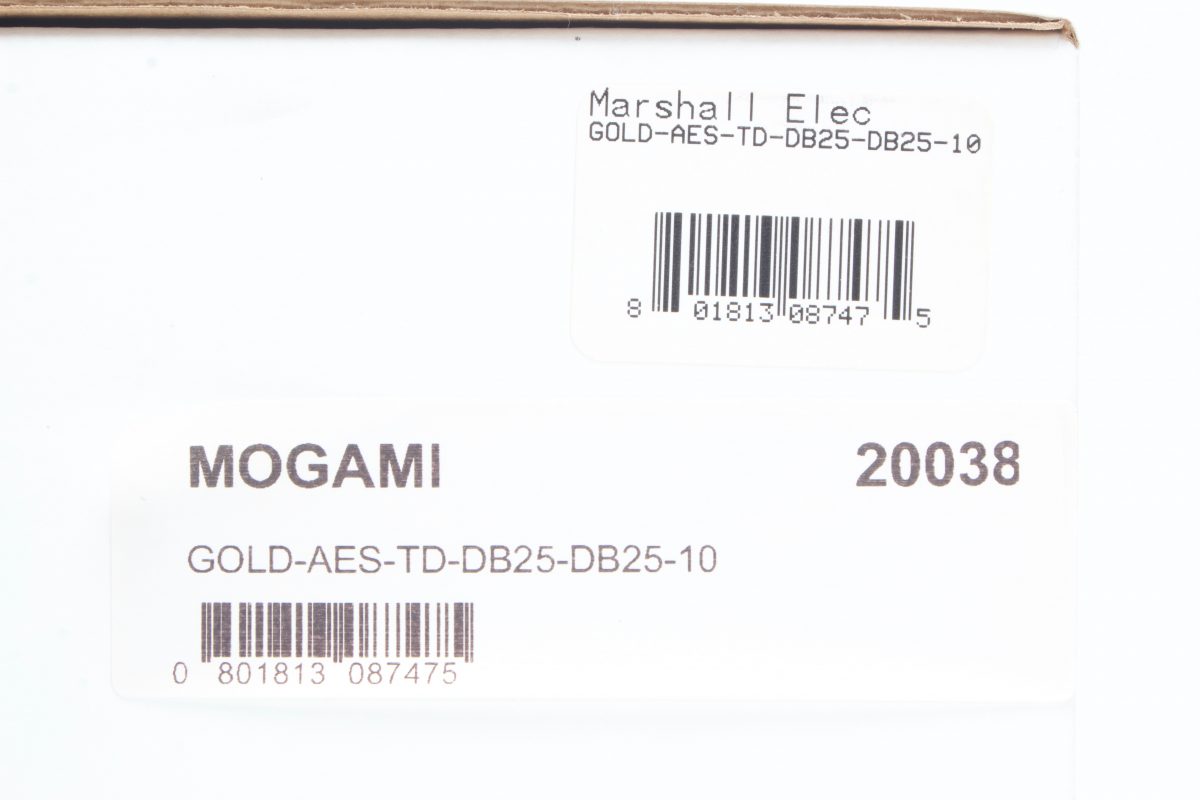 Marshall Elec
GOLD-AES-TD-DB25-DB25-10
8 01813 08747 5
MOGAMI 20038
GOLD-AES-TD-DB25-DB25-10
0 801813 087475